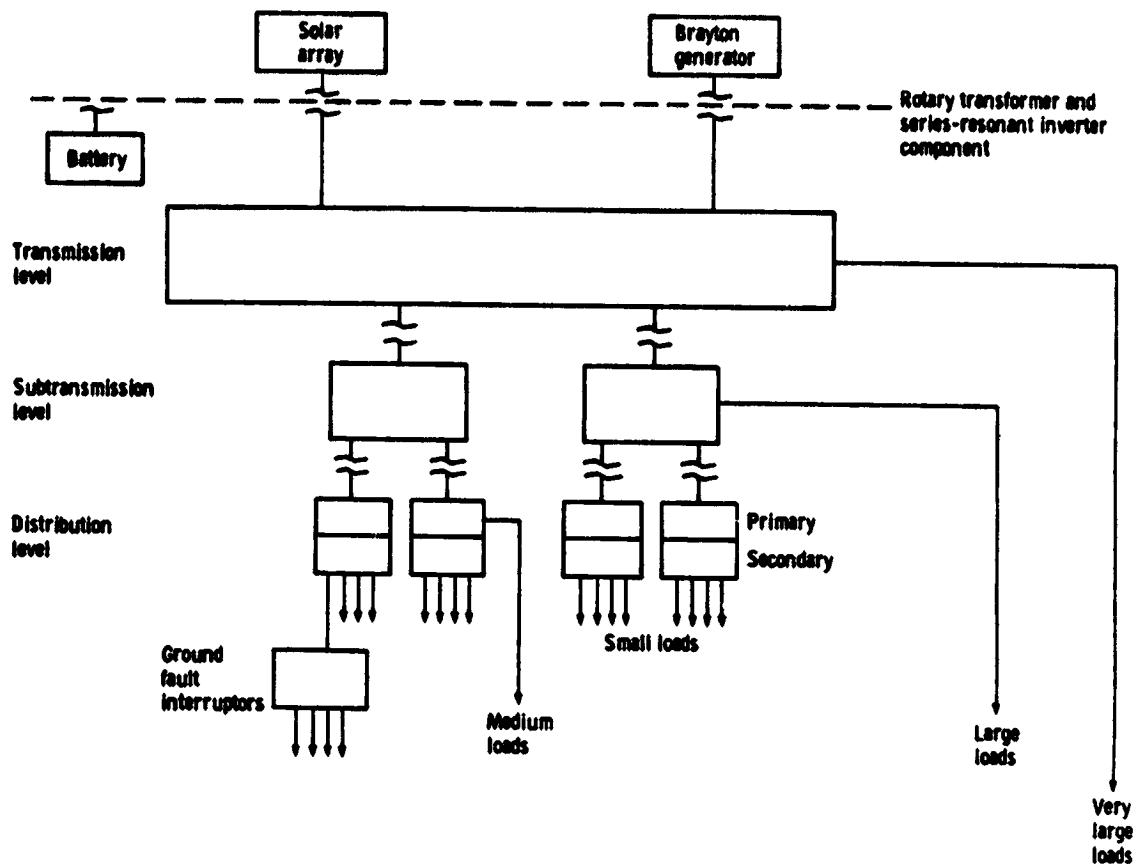 Solar
array
Brayton
generator
Rotary transformer and
series-resonant inverter
component
Battery
Transmission
level
Subtransmission
level
Distribution
level
Primary
Secondary
Small loads
Ground
fault
interruptors
Medium
loads
Large
loads
Very
large
loads